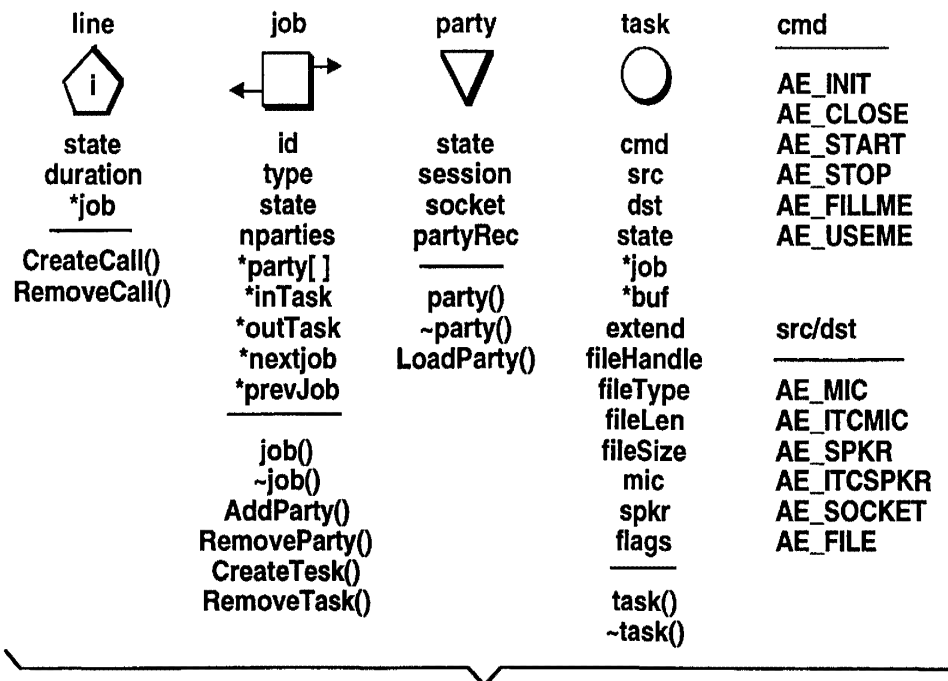 line
i
state
duration
*job
CreateCall()
RemoveCall()
job
id
type
state
nparties
*party[ ]
*inTask
*outTask
*nextjob
*prevJob
job()
~job()
AddParty()
RemoveParty()
CreateTesk()
RemoveTask()
party
state
session
socket
partyRec
party()
~party()
LoadParty()
task
cmd
src
dst
state
*job
*buf
extend
fileHandle
fileType
fileLen
fileSize
mic
spkr
flags
task()
~task()
cmd
AE_INIT
AE_CLOSE
AE_START
AE_STOP
AE_FILLME
AE_USEME
src/dst
AE_MIC
AE_ITCMIC
AE_SPKR
AE_ITCSPKR
AE_SOCKET
AE_FILE